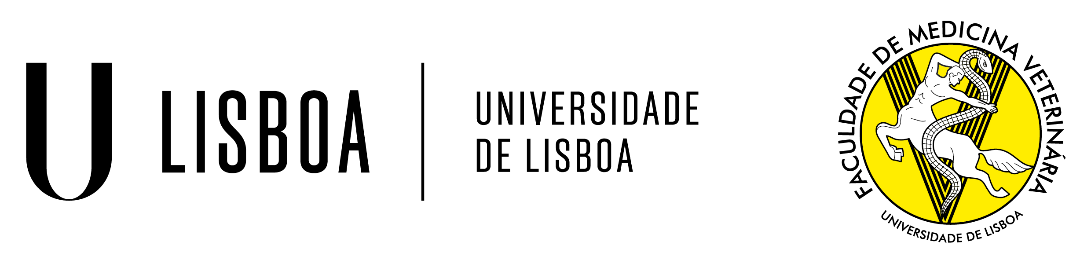 U LISBOA
UNIVERSIDADE
DE LISBOA
FACULDADE DE MEDICINA VETERINÁRIA
UNIVERSIDADE DE LISBOA